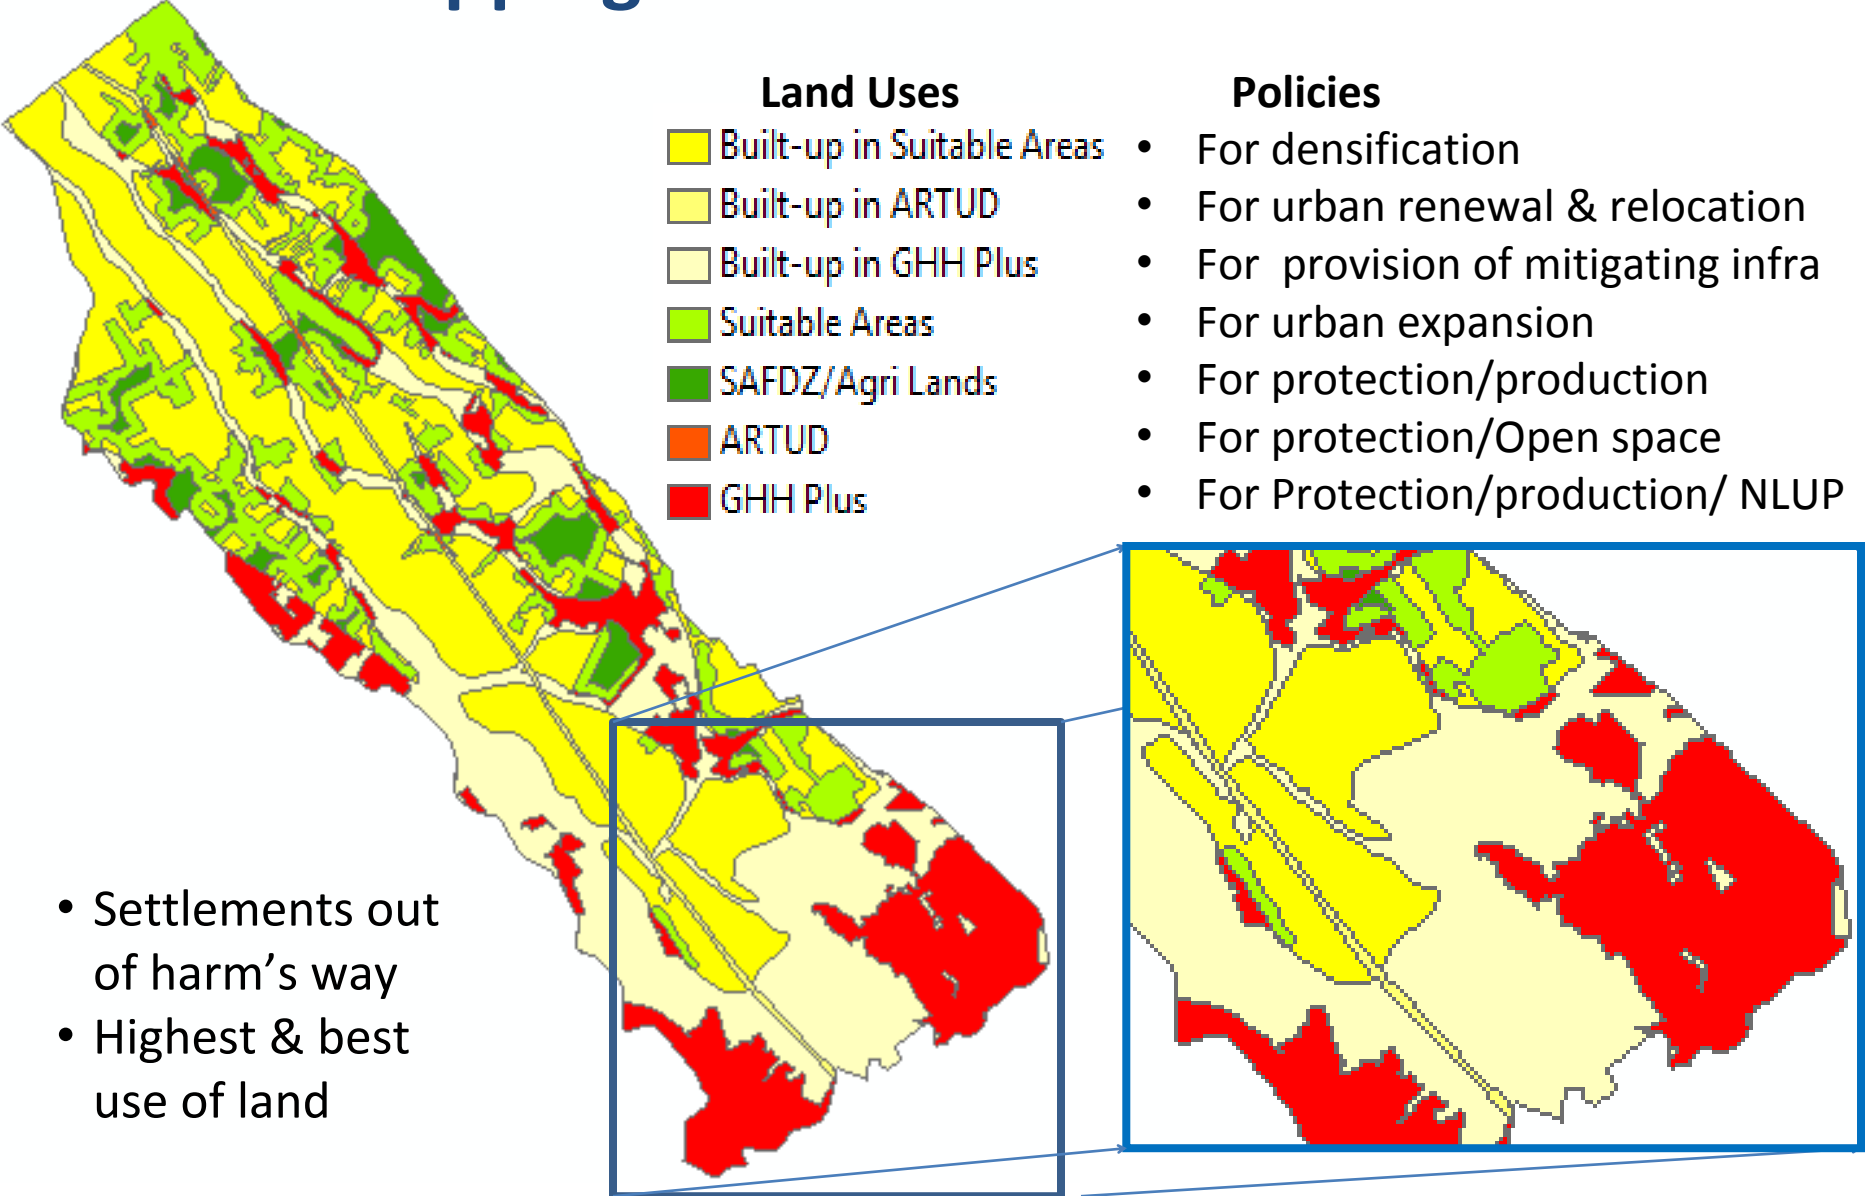 Land Uses
Policies
Built-up in Suitable Areas
• For densification
Built-up in ARTUD
• For urban renewal & relocation
Built-up in GHH Plus
• For provision of mitigating infra
Suitable Areas
• For urban expansion
SAFDZ/Agri Lands
• For protection/production
ARTUD
• For protection/Open space
GHH Plus
• For Protection/production/ NLUP
• Settlements out
of harm’s way
• Highest & best
use of land